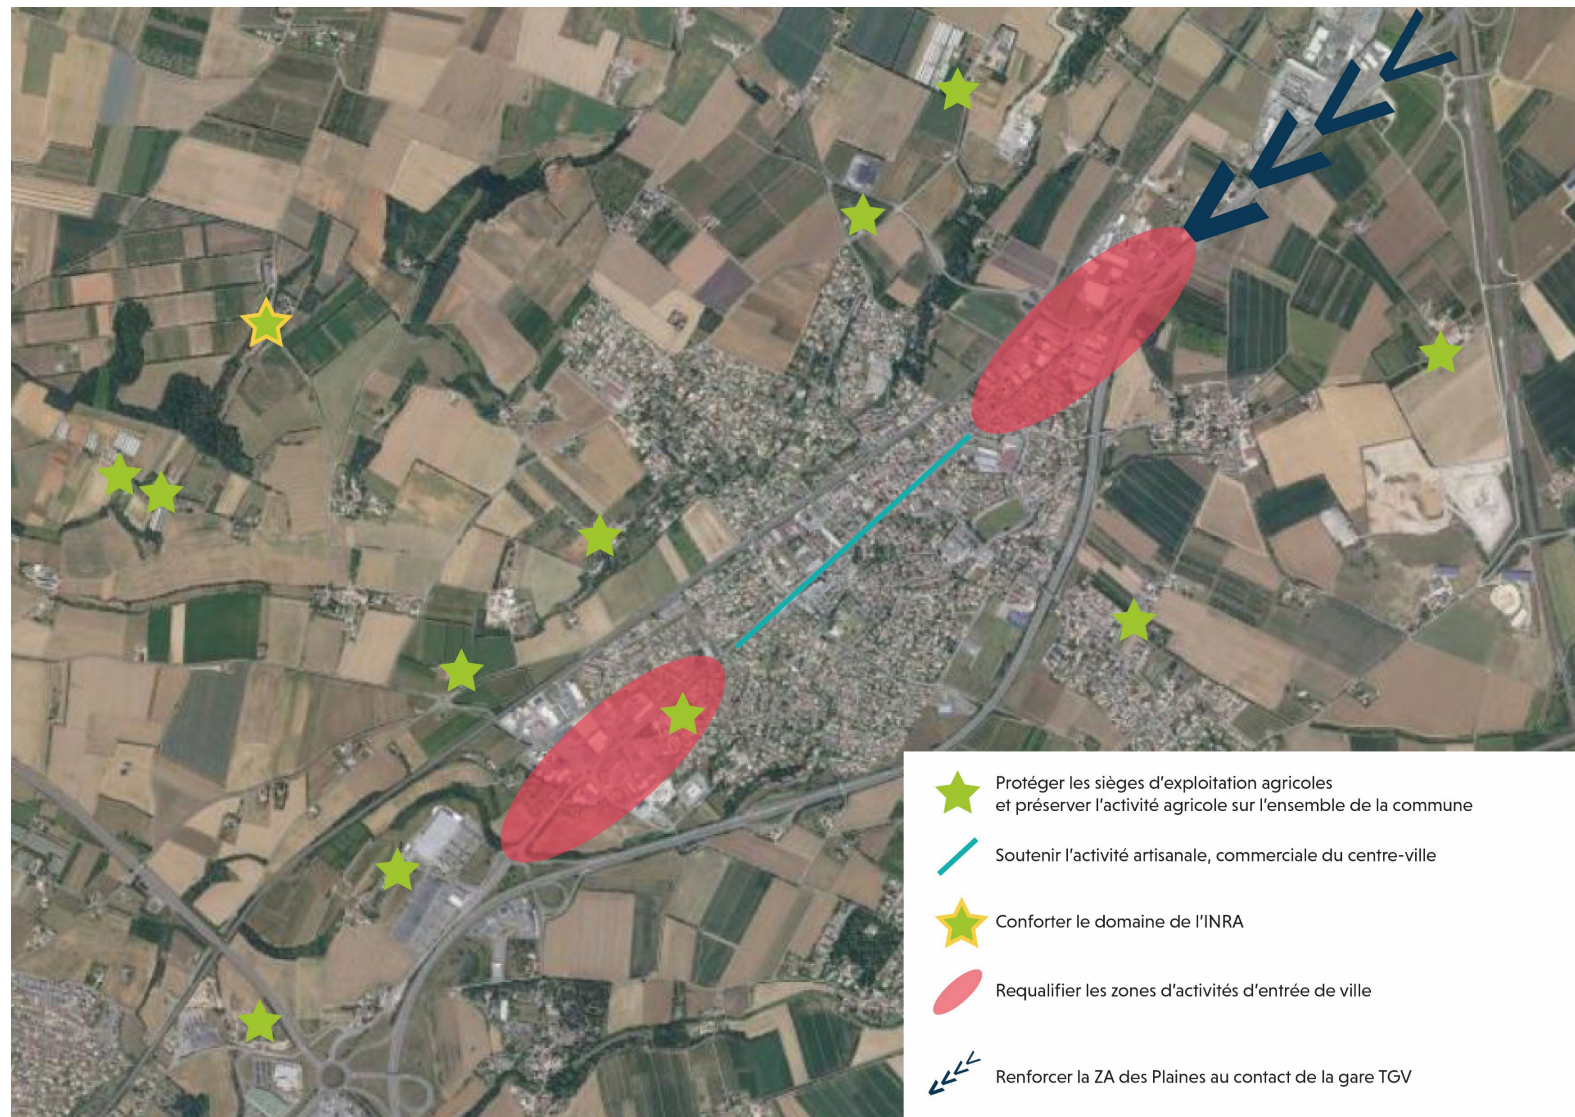 Protéger les sièges d'exploitation agricoles
et préserver l'activité agricole sur l'ensemble de la commune
Soutenir l'activité artisanale, commerciale du centre-ville
Conforter le domaine de l'INRA
Requalifier les zones d'activités d'entrée de ville
Renforcer la ZA des Plaines au contact de la gare TGV